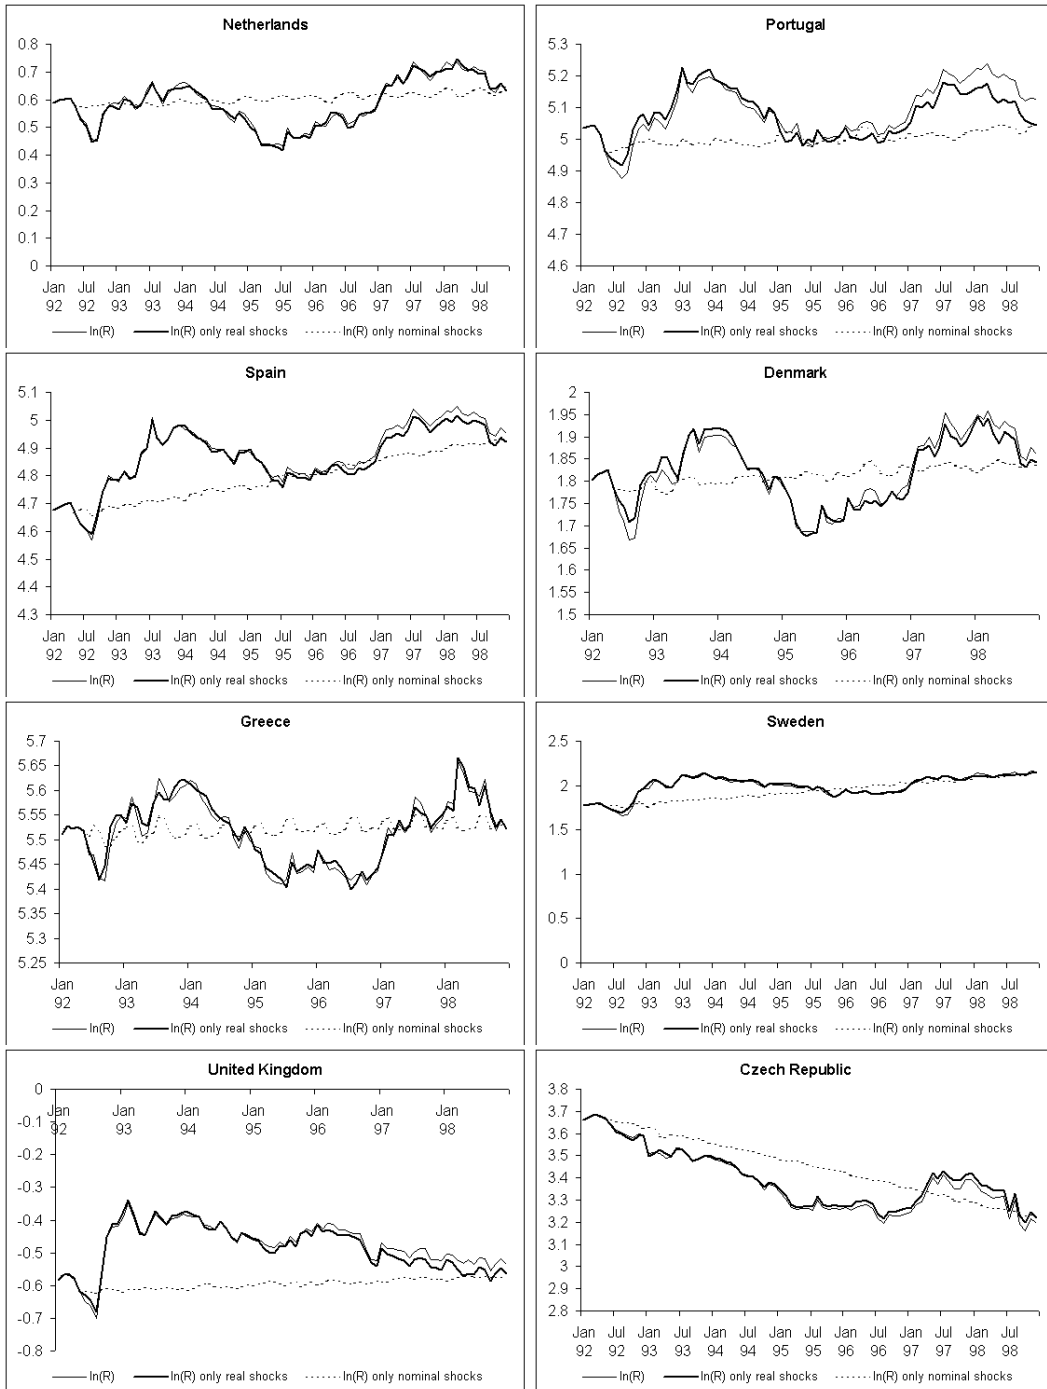 Netherlands
0.8
0.7
0.6
0.5
0.4
0.3
0.2
0.1
0
Jan Jul Jan Jul Jan Jul Jan Jul Jan Jul Jan Jul Jan Jul
92 92 93 93 94 94 95 95 96 96 97 97 98 98
ln(R) ln(R) only real shocks ln(R) only nominal shocks
Portugal
5.3
5.2
5.1
5
4.9
4.8
4.7
4.6
Jan Jul Jan Jul Jan Jul Jan Jul Jan Jul Jan Jul Jan Jul
92 92 93 93 94 94 95 95 96 96 97 97 98 98
ln(R) ln(R) only real shocks ln(R) only nominal shocks
Spain
5.1
5
4.9
4.8
4.7
4.6
4.5
4.4
4.3
Jan Jul Jan Jul Jan Jul Jan Jul Jan Jul Jan Jul Jan Jul
92 92 93 93 94 94 95 95 96 96 97 97 98 98
ln(R) ln(R) only real shocks ln(R) only nominal shocks
Denmark
2
1.95
1.9
1.85
1.8
1.75
1.7
1.65
1.6
1.55
1.5
Jan Jan Jan Jan Jan Jan Jan
92 93 94 95 96 97 98
ln(R) ln(R) only real shocks ln(R) only nominal shocks
Greece
5.7
5.65
5.6
5.55
5.5
5.45
5.4
5.35
5.3
5.25
Jan Jan Jan Jan Jan Jan Jan
92 93 94 95 96 97 98
ln(R) ln(R) only real shocks ln(R) only nominal shocks
Sweden
2.5
2
1.5
1
0.5
0
Jan Jul Jan Jul Jan Jul Jan Jul Jan Jul Jan Jul Jan Jul
92 92 93 93 94 94 95 95 96 96 97 97 98 98
ln(R) ln(R) only real shocks ln(R) only nominal shocks
United Kingdom
0
Jan Jan Jan Jan Jan Jan Jan
-0.1
92 93 94 95 96 97 98
-0.2
-0.3
-0.4
-0.5
-0.6
-0.7
-0.8
ln(R) ln(R) only real shocks ln(R) only nominal shocks
Czech Republic
3.8
3.7
3.6
3.5
3.4
3.3
3.2
3.1
3
2.9
2.8
Jan Jul Jan Jul Jan Jul Jan Jul Jan Jul Jan Jul Jan Jul
92 92 93 93 94 94 95 95 96 96 97 97 98 98
ln(R) ln(R) only real shocks ln(R) only nominal shocks